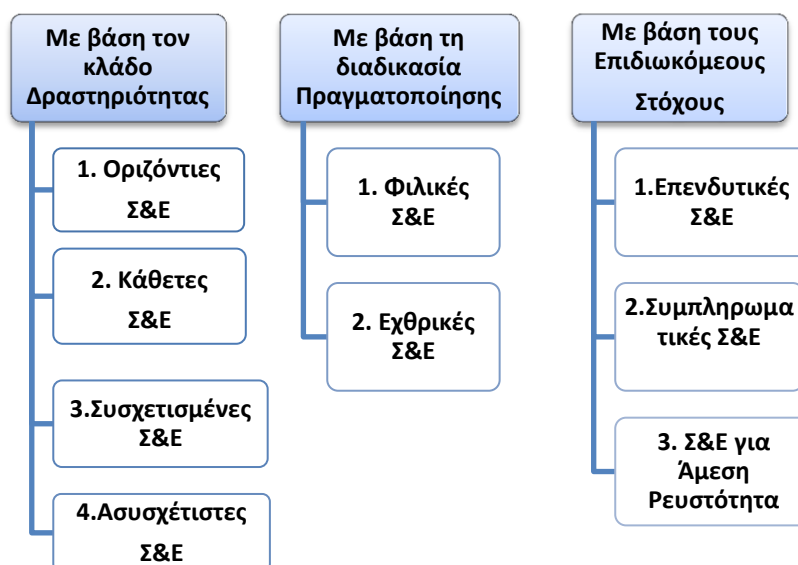 Με βάση τον
κλάδο
Δραστηριότητας
1. Οριζόντιες
Σ&Ε
2. Κάθετες
Σ&Ε
3.Συσχετισμένες
Σ&Ε
4.Ασυσχέτιστες
Σ&Ε
Με βάση τη
διαδικασία
Πραγματοποίησης
1. Φιλικές
Σ&Ε
2. Εχθρικές
Σ&Ε
Με βάση τους
Επιδιωκόμεους
Στόχους
1.Επενδυτικές
Σ&Ε
2.Συμπληρωμα
τικές Σ&Ε
3. Σ&Ε για
Άμεση
Ρευστότητα